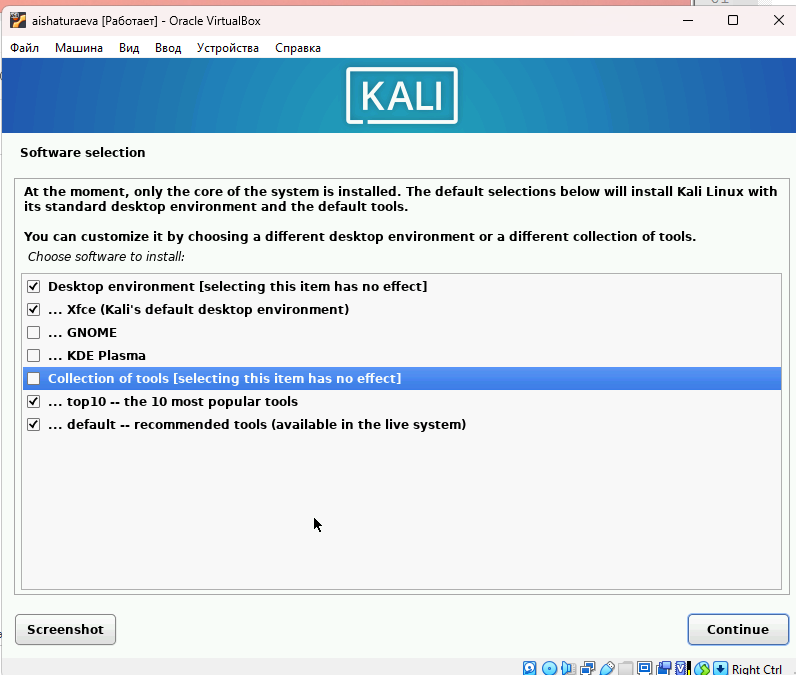 aishaturaeva [Работает] - Oracle VirtualBox
Файл Машина Вид Ввод Устройства Справка
KALI
Software selection
At the moment, only the core of the system is installed. The default selections below will install Kali Linux with
its standard desktop environment and the default tools.
You can customize it by choosing a different desktop environment or a different collection of tools.
Choose software to install:
Desktop environment [selecting this item has no effect]
... Xfce (Kali's default desktop environment)
... GNOME
... KDE Plasma
Collection of tools [selecting this item has no effect]
... top10 -- the 10 most popular tools
... default -- recommended tools (available in the live system)
Screenshot
Continue
Right Ctrl